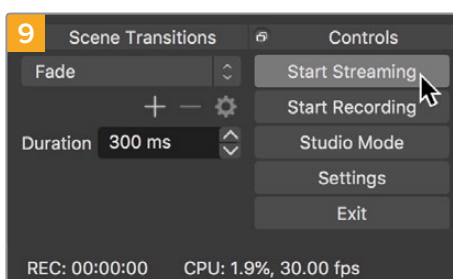 9
Scene Transitions
Controls
Fade
Start Streaming
Start Recording
Duration 300 ms
Studio Mode
Settings
Exit
REC: 00:00:00 CPU: 1.9%, 30.00 fps